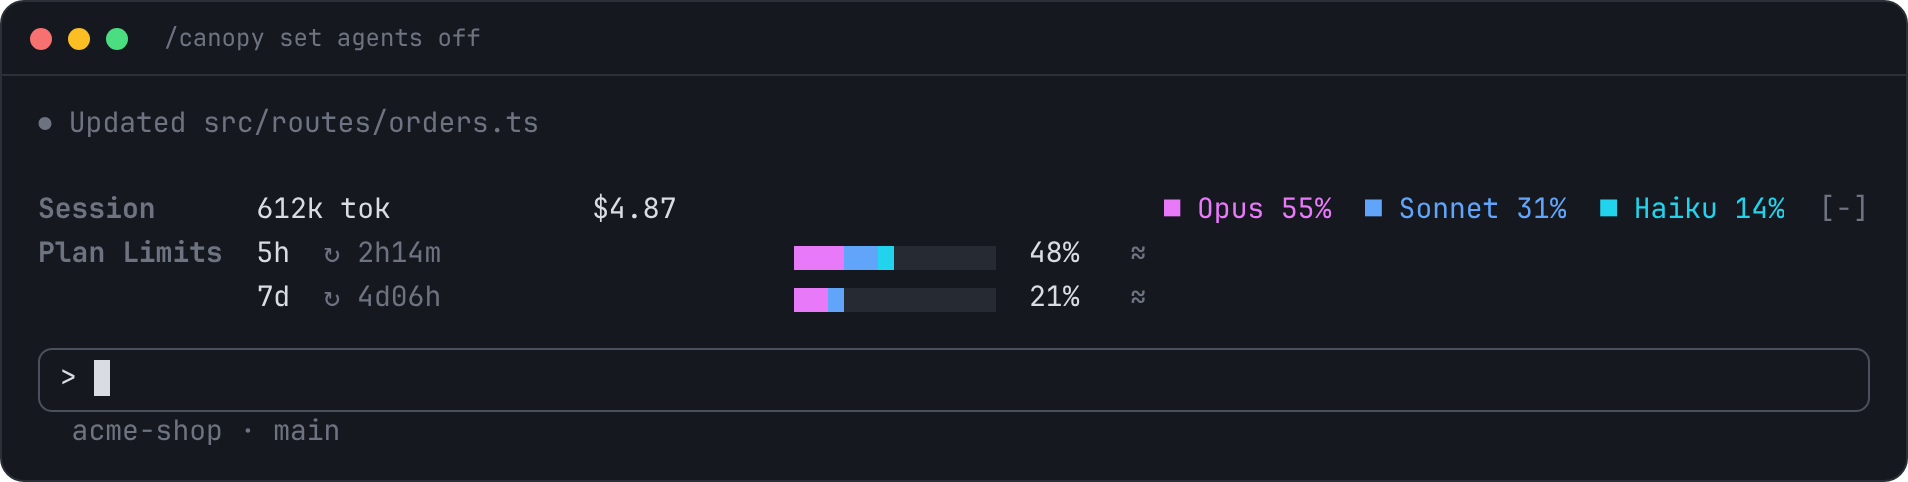 /canopy set agents off
● Updated src/routes/orders.ts
Session 612k tok $4.87 ■ Opus 55% ■ Sonnet 31% ■ Haiku 14% [-]
Plan Limits 5h ↻ 2h14m 48% ≈
7d ↻ 4d06h 21% ≈
>
acme-shop · main